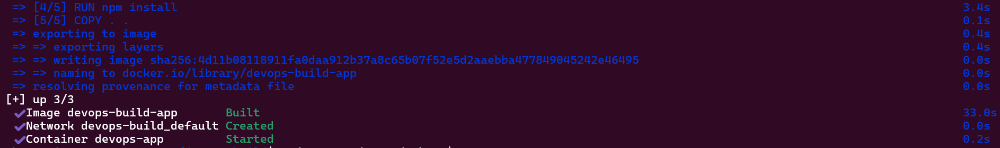 => [4/5] RUN npm install 3.4s
=> [5/5] COPY . . 0.1s
=> exporting to image 0.4s
=> => exporting layers 0.4s
=> => writing image sha256:4d11b08118911fa0daa912b37a8c65b07f52e5d2aaebba477849045242e46495 0.0s
=> => naming to docker.io/library/devops-build-app 0.0s
=> resolving provenance for metadata file 0.0s
[+] up 3/3
✔Image devops-build-app Built 33.0s
✔Network devops-build_default Created 0.0s
✔Container devops-app Started 0.2s